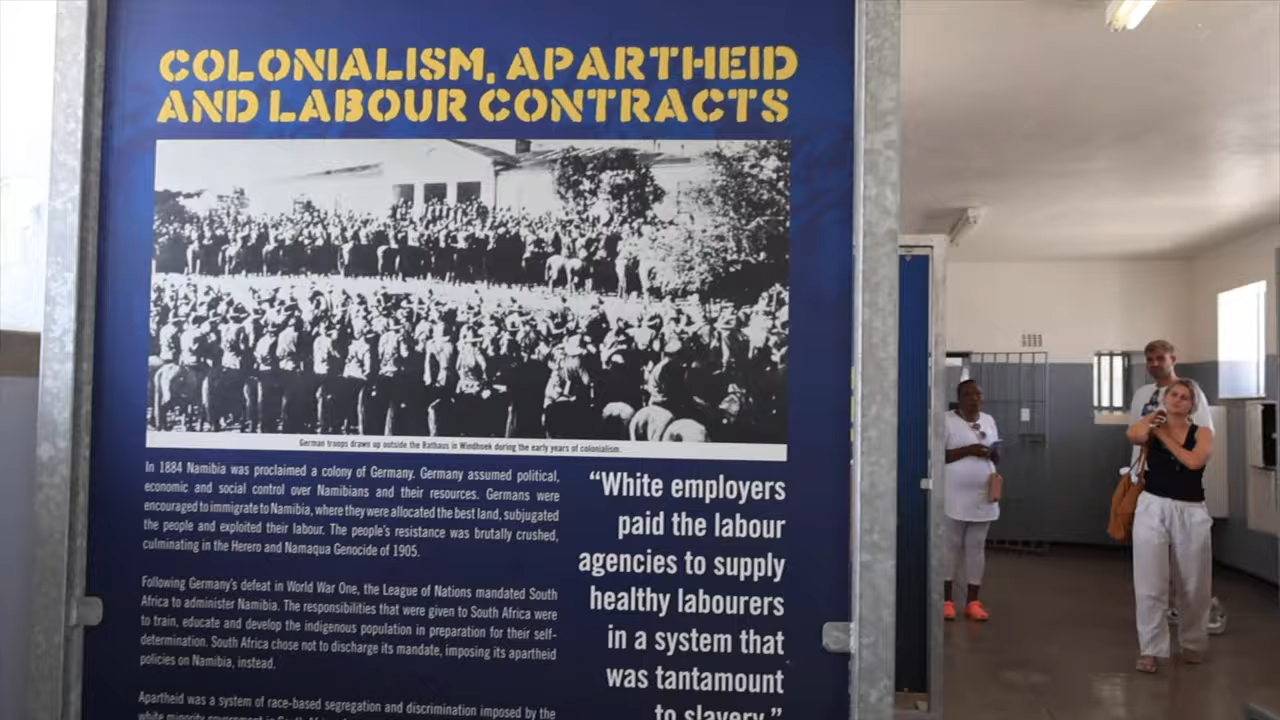 COLONIALISM, APARTHEID
AND LABOUR CONTRACTS
German troops drawn up outside the Rathaus in Windhoek during the early years of colonialism.
In 1884 Namibia was proclaimed a colony of Germany. Germany assumed political,
economic and social control over Namibians and their resources. Germans were
encouraged to immigrate to Namibia, where they were allocated the best land, subjugated
the people and exploited their labour. The people's resistance was brutally crushed,
culminating in the Herero and Namaqua Genocide of 1905.
Following Germany's defeat in World War One, the League of Nations mandated South
Africa to administer Namibia. The responsibilities that were given to South Africa were
to train, educate and develop the indigenous population in preparation for their self-
determination. South Africa chose not to discharge its mandate, imposing its apartheid
policies on Namibia, instead.
Apartheid was a system of race-based segregation and discrimination imposed by the
white minority government in South Africa
“White employers
paid the labour
agencies to supply
healthy labourers
in a system that
was tantamount
to slavery.”